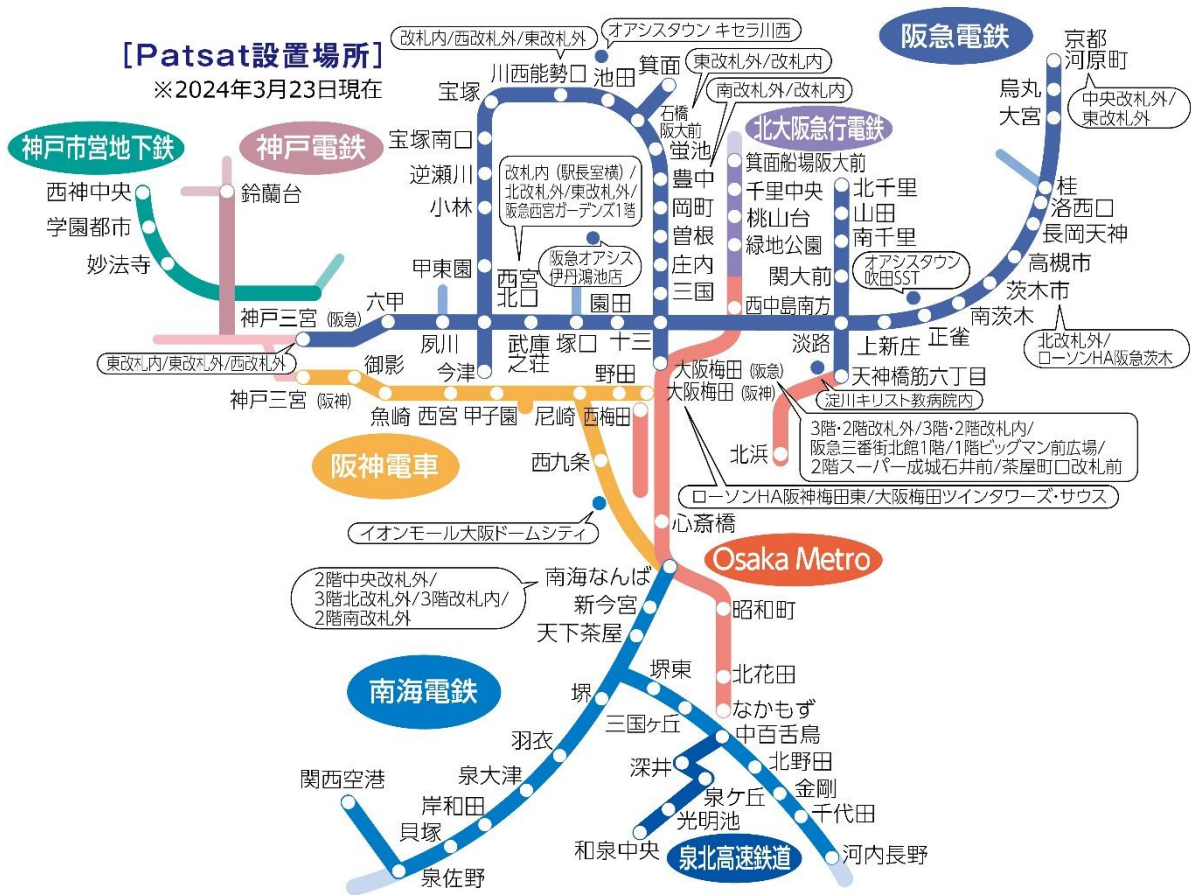 [Patsat設置場所]
※2024年3月23日現在
改札内/西改札外/東改札外
オアシスタウン キセラ川西
阪急電鉄
京都
河原町
烏丸
大宮
中央改札外/
東改札外
川西能勢口
池田
箕面
東改札外/改札内
南改札外/改札内
宝塚
石橋
阪大前
北大阪急行電鉄
神戸市営地下鉄
神戸電鉄
宝塚南口
蛍池
箕面船場阪大前
西神中央
鈴蘭台
逆瀬川
改札内（駅長室横）/
北改札外/東改札外/
阪急西宮ガーデンズ1階
豊中
千里中央
北千里
桂
学園都市
小林
岡町
桃山台
山田
洛西口
妙法寺
曽根
緑地公園
南千里
長岡天神
甲東園
西宮
北口
阪急オアシス
伊丹鴻池店
庄内
関大前
オアシスタウン
吹田SST
高槻市
六甲
園田
三国
西中島南方
茨木市
神戸三宮（阪急）
南茨木
東改札内/東改札外/西改札外
夙川
武庫
之荘
塚口
十三
淡路
上新庄
正雀
北改札外/
ローソンHA阪急茨木
御影
今津
野田
大阪梅田（阪急）
大阪梅田（阪神）
天神橋筋六丁目
神戸三宮（阪神）
魚崎
西宮
甲子園
尼崎
西梅田
淀川キリスト教病院内
3階・2階改札外/3階・2階改札内/
阪急三番街北館1階/1階ビッグマン前広場/
2階スーパー成城石井前/茶屋町口改札前
北浜
阪神電車
西九条
ローソンHA阪神梅田東/大阪梅田ツインタワーズ・サウス
イオンモール大阪ドームシティ
心斎橋
Osaka Metro
南海なんば
2階中央改札外/
3階北改札外/3階改札内/
2階南改札外
新今宮
昭和町
天下茶屋
南海電鉄
堺東
北花田
堺
三国ヶ丘
なかもず
中百舌鳥
羽衣
深井
北野田
関西空港
泉大津
泉ケ丘
金剛
岸和田
光明池
千代田
貝塚
和泉中央
泉北高速鉄道
河内長野
泉佐野